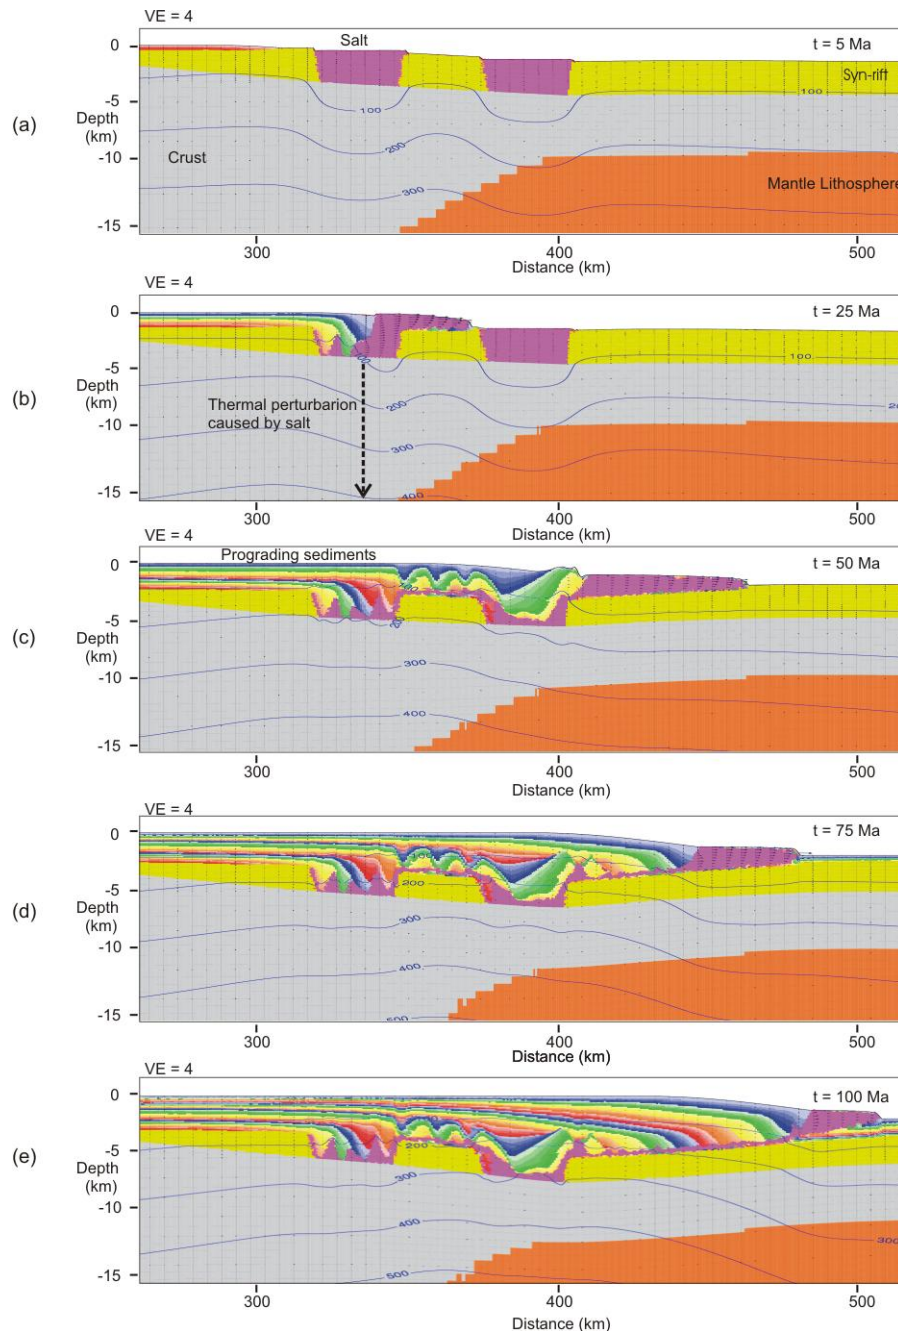 VE = 4
Salt
t = 5 Ma
0
Syn-rift
100
-5
100
(a)
Depth
(km)
200
-10
Crust
300
Mantle Lithosphere
-15
300
400
500
Distance (km)
VE = 4
0
t = 25 Ma
-5
100
100
(b)
Depth
(km)
Thermal perturbarion
caused by salt
200
-10
300
-15
400
300
400
500
Distance (km)
VE = 4
Prograding sediments
0
t = 50 Ma
100
-5
200
(c)
Depth
(km)
300
-10
400
-15
300
400
500
Distance (km)
VE = 4
0
t = 75 Ma
100
-5
200
(d)
Depth
(km)
300
-10
400
-15
500
300
400
500
Distance (km)
VE = 4
0
t = 100 Ma
-5
200
(e)
Depth
(km)
300
-10
400
300
-15
500
300
400
500
Distance (km)